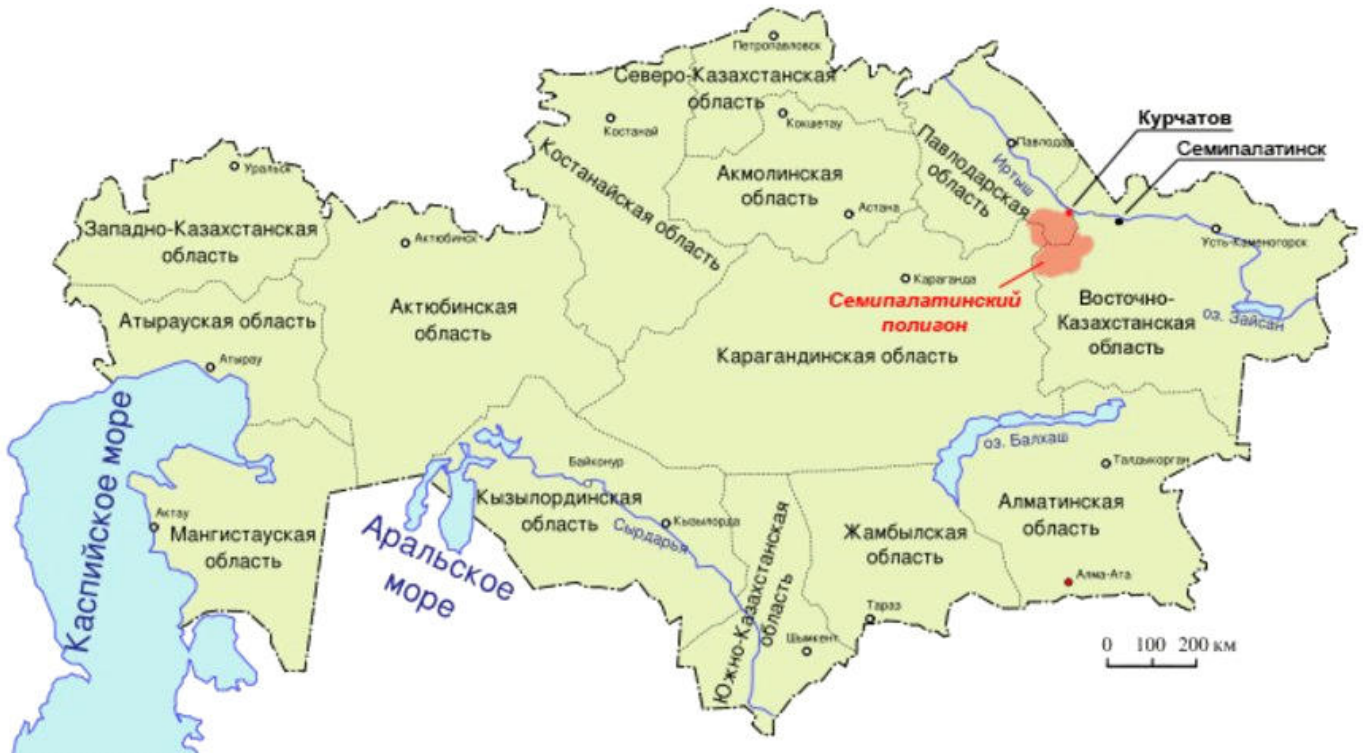 Петропавловск
Северо-Казахстанская
область
Костанай
Кокшетау
Костанайская область
Акмолинская
область
Астана
Павлодар
Павлодарская
область
Иртыш
Курчатов
Семипалатинск
Усть-Каменогорск
Уральск
Западно-Казахстанская
область
Актюбинск
Актюбинская
область
Атырауская область
Атырау
Караганда
Семипалатинский
полигон
Карагандинская область
Восточно-
Казахстанская
область
оз. Зайсан
Каспийское море
Актау
Мангистауская
область
Аральское
море
Байконур
Кызылординская
область
Кызылорда
Сырдарья
Южно-Казахстанская
область
Шымкент
Жамбылская
область
Тараз
оз. Балхаш
Талдыкорган
Алматинская
область
Алма-Ата
0 100 200 км